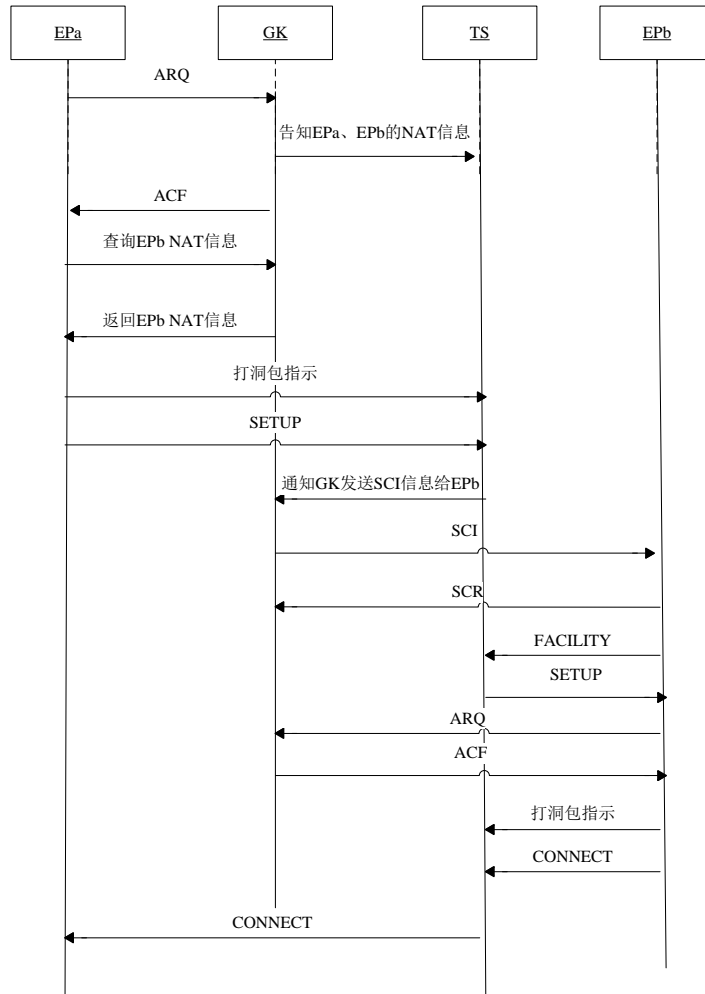 EPa
GK
TS
EPb
ARQ
告知EPa、EPb的NAT信息
ACF
查询EPb NAT信息
返回EPb NAT信息
打洞包指示
SETUP
通知GK发送SCI信息给EPb
SCI
SCR
FACILITY
SETUP
ARQ
ACF
打洞包指示
CONNECT
CONNECT